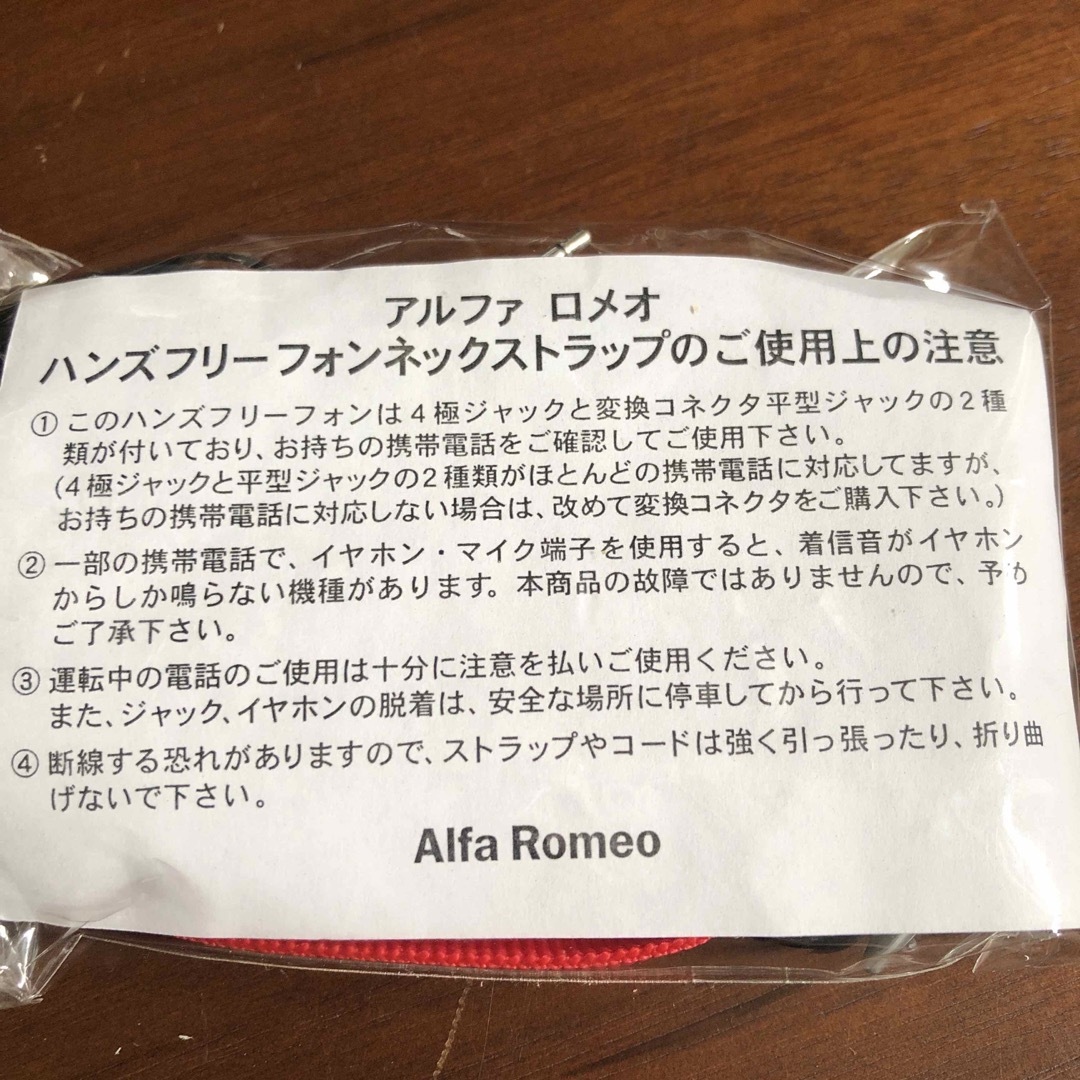 アルファ ロメオ
ハンズフリーフォンネックストラップのご使用上の注意
①このハンズフリーフォンは4極ジャックと変換コネクタ平型ジャックの2種
類が付いており、お持ちの携帯電話をご確認してご使用下さい。
(4極ジャックと平型ジャックの2種類がほとんどの携帯電話に対応してますが、
お持ちの携帯電話に対応しない場合は、改めて変換コネクタをご購入下さい。)
②一部の携帯電話で、イヤホン・マイク端子を使用すると、着信音がイヤホン
からしか鳴らない機種があります。本商品の故障ではありませんので、予め
ご了承下さい。
③運転中の電話のご使用は十分に注意を払いご使用ください。
また、ジャック、イヤホンの脱着は、安全な場所に停車してから行って下さい。
④断線する恐れがありますので、ストラップやコードは強く引っ張ったり、折り曲
げないで下さい。
Alfa Romeo